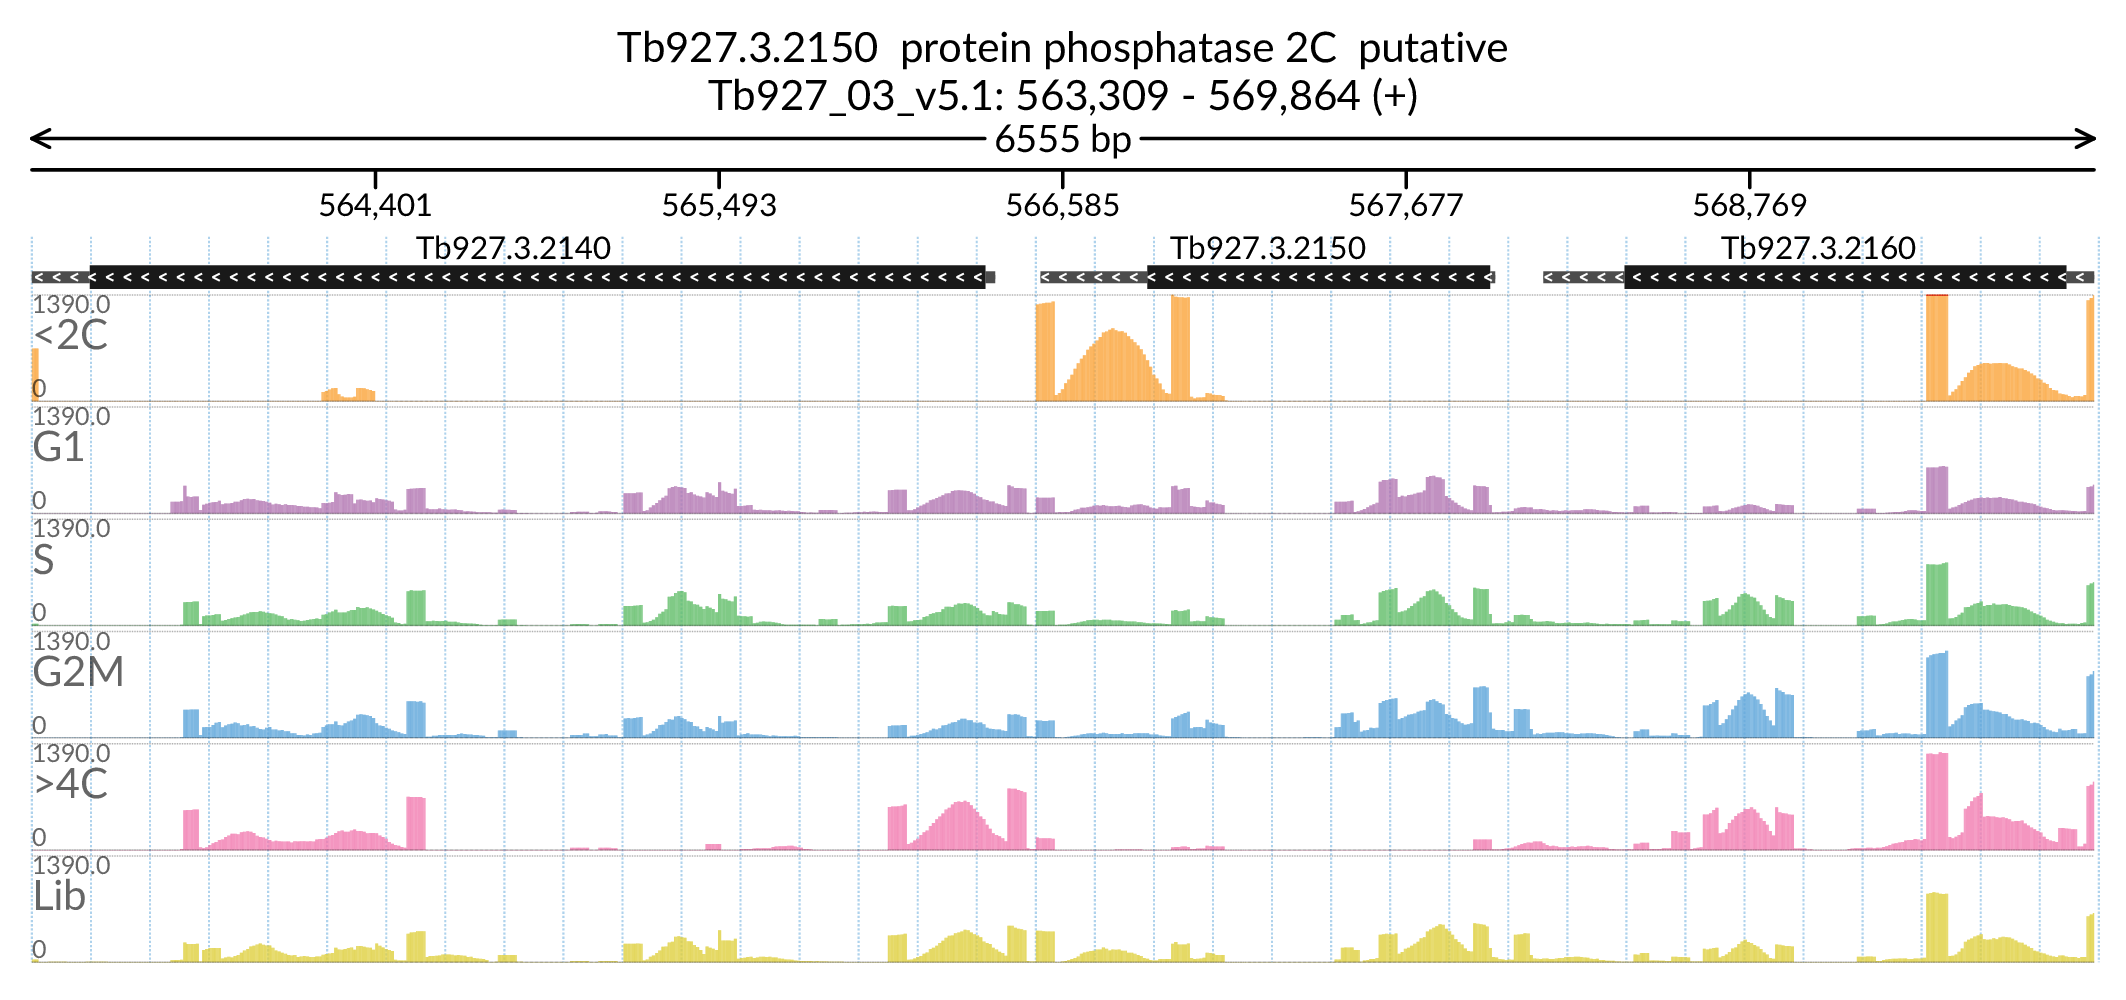 Tb927.3.2150 protein phosphatase 2C putative
Tb927_03_v5.1: 563,309 - 569,864 (+)
6555 bp
564,401 565,493 566,585 567,677 568,769
Tb927.3.2140 Tb927.3.2150 Tb927.3.2160
1390.0
<2C
0
1390.0
G1
0
1390.0
S
0
1390.0
G2M
0
1390.0
>4C
0
1390.0
Lib
0